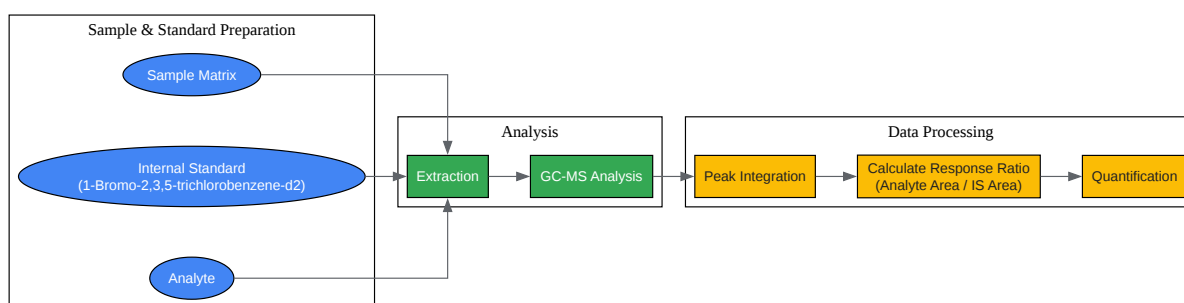 Sample & Standard Preparation
Sample Matrix
Internal Standard
(1-Bromo-2,3,5-trichlorobenzene-d2)
Analyte
Analysis
Extraction
GC-MS Analysis
Data Processing
Peak Integration
Calculate Response Ratio
(Analyte Area / IS Area)
Quantification